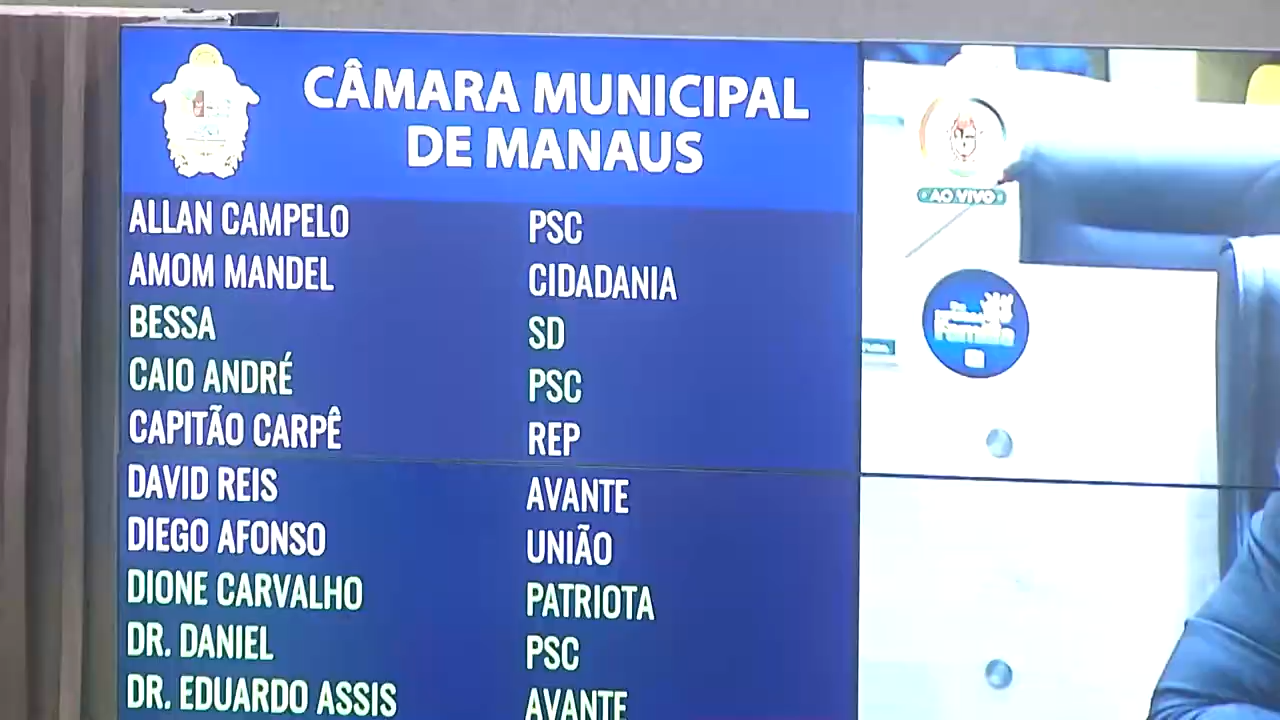 CÂMARA MUNICIPAL
DE MANAUS
ALLAN CAMPELO PSC
AMOM MANDEL CIDADANIA
BESSA SD
CAIO ANDRÉ PSC
CAPITÃO CARPÊ REP
DAVID REIS AVANTE
DIEGO AFONSO UNIÃO
DIONE CARVALHO PATRIOTA
DR. DANIEL PSC
DR. EDUARDO ASSIS AVANTE
AO VIVO